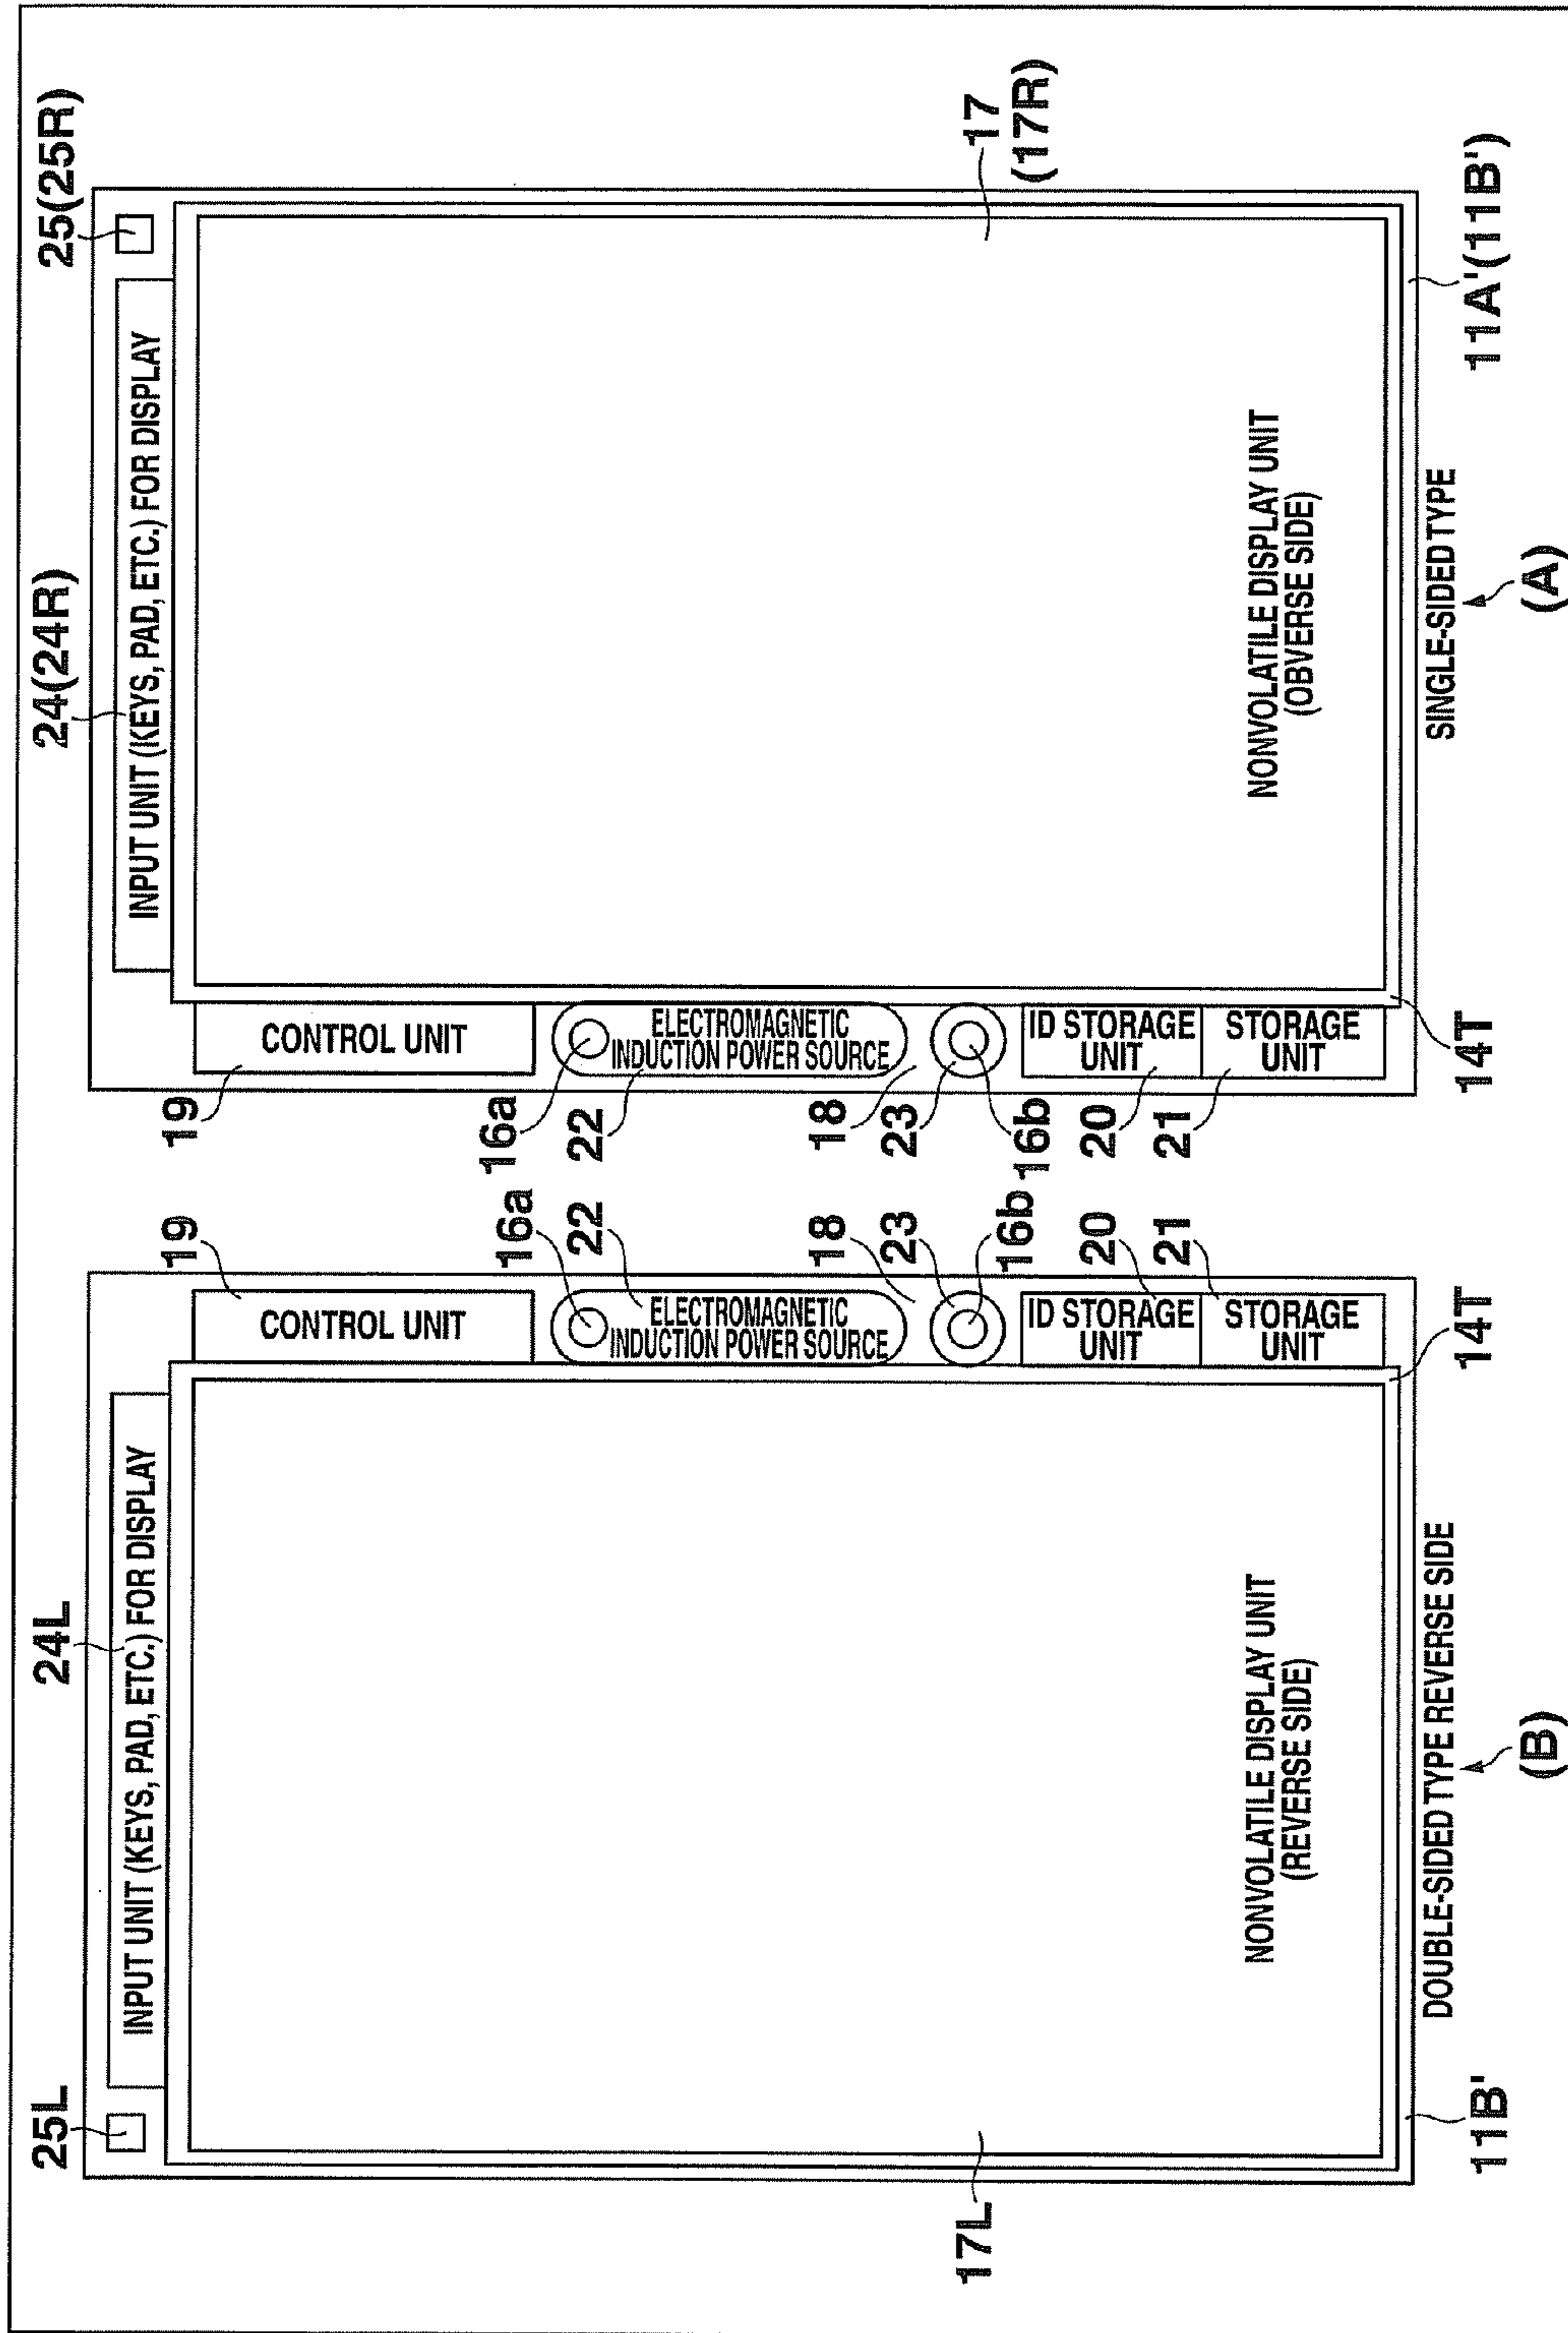 25L
24L
INPUT UNIT (KEYS, PAD, ETC.) FOR DISPLAY
19
CONTROL UNIT
16a
22
ELECTROMAGNETIC
INDUCTION POWER SOURCE
18
23
16b
20
ID STORAGE
UNIT
21
STORAGE
UNIT
14T
17L
NONVOLATILE DISPLAY UNIT
(REVERSE SIDE)
11B'
DOUBLE-SIDED TYPE REVERSE SIDE
(B)
24(24R)
25(25R)
INPUT UNIT (KEYS, PAD, ETC.) FOR DISPLAY
19
CONTROL UNIT
16a
22
ELECTROMAGNETIC
INDUCTION POWER SOURCE
18
23
16b
20
ID STORAGE
UNIT
21
STORAGE
UNIT
14T
17
(17R)
NONVOLATILE DISPLAY UNIT
(OBVERSE SIDE)
11A'(11B')
SINGLE-SIDED TYPE
(A)